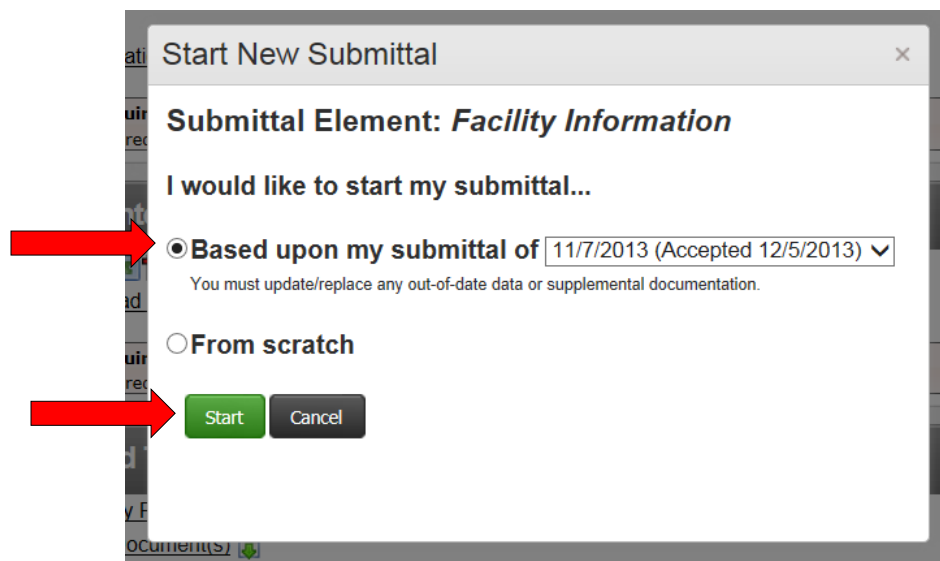 Start New Submittal ×
Submittal Element: Facility Information
I would like to start my submittal...
Based upon my submittal of 11/7/2013 (Accepted 12/5/2013)
You must update/replace any out-of-date data or supplemental documentation.
From scratch
Start Cancel